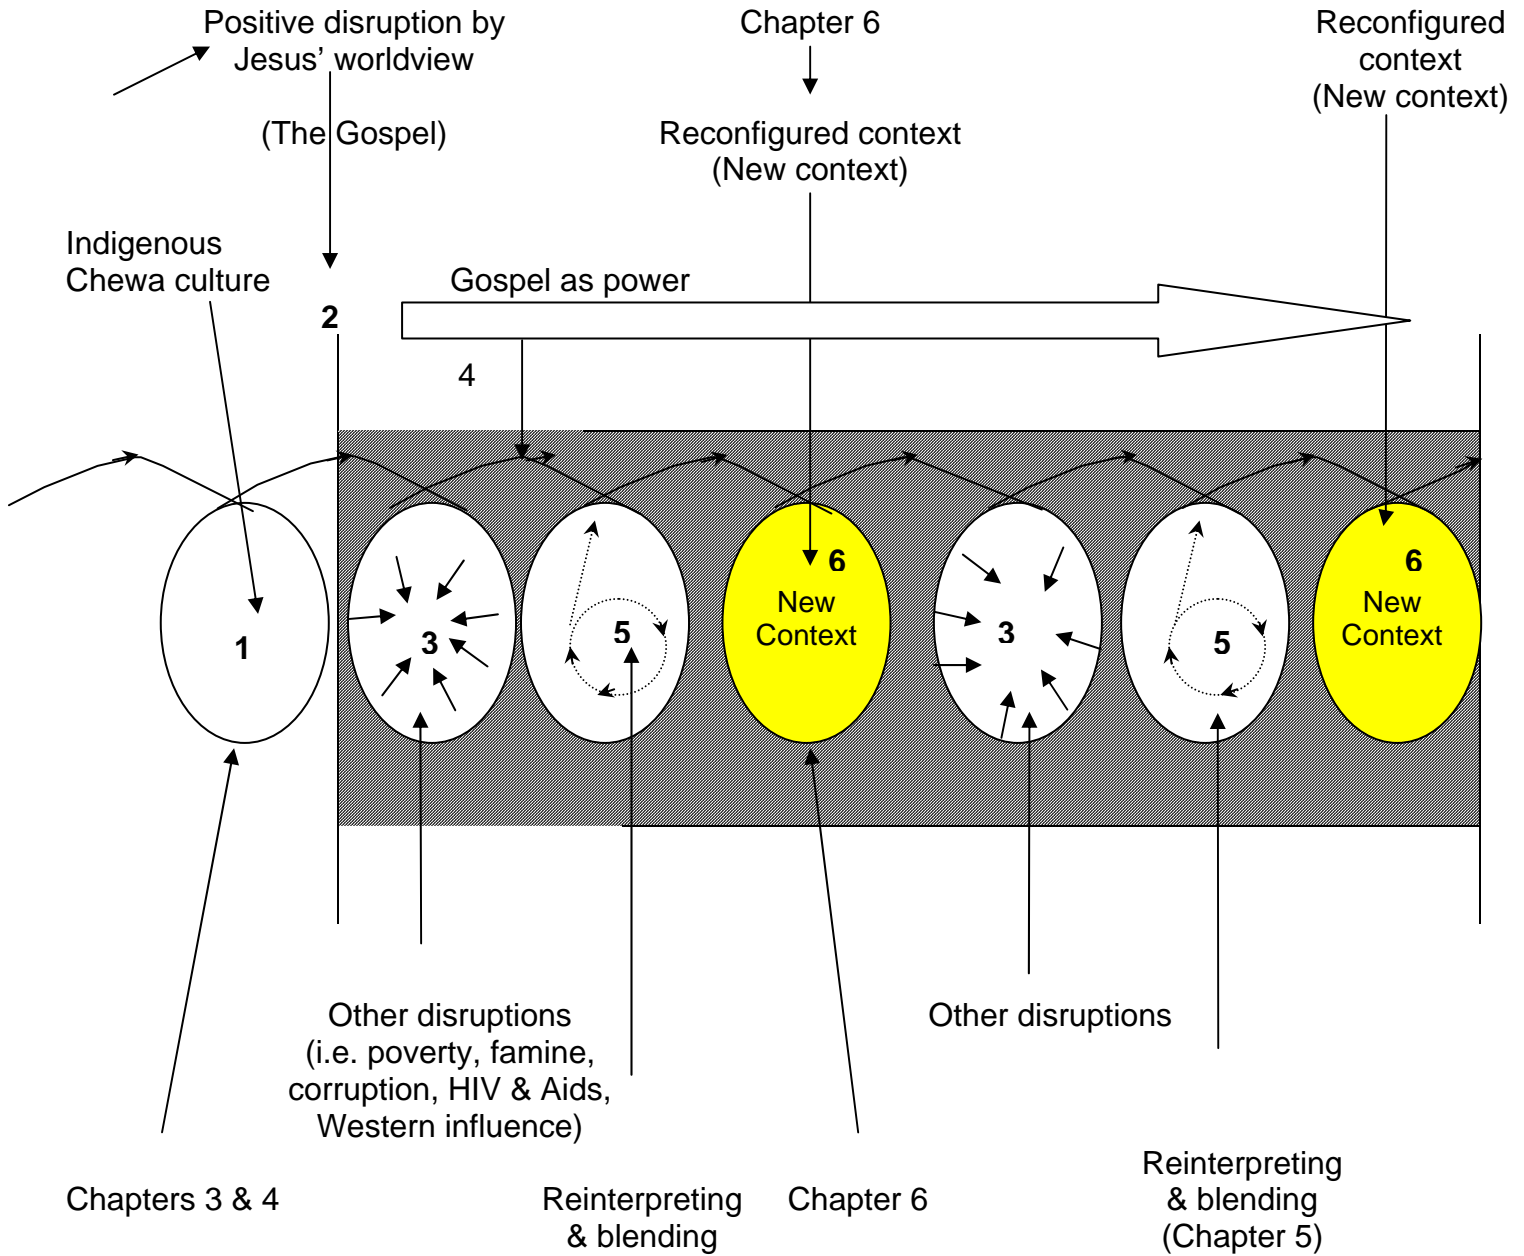 Positive disruption by
Jesus' worldview
(The Gospel)
Chapter 6
Reconfigured context
(New context)
Reconfigured
context
(New context)
Indigenous
Chewa culture
2
Gospel as power
4
1
3
5
6
New
Context
3
5
6
New
Context
Other disruptions
(i.e. poverty, famine,
corruption, HIV & Aids,
Western influence)
Other disruptions
Chapters 3 & 4
Reinterpreting
& blending
Chapter 6
Reinterpreting
& blending
(Chapter 5)